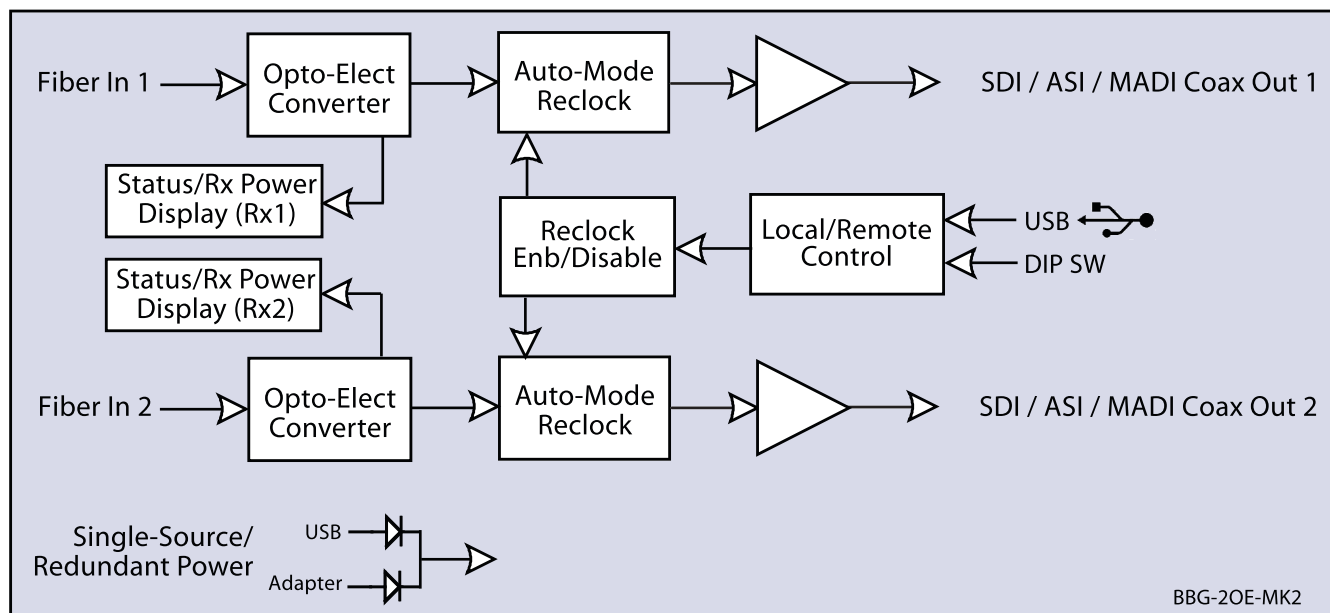 Fiber In 1
Opto-Elect
Converter
Auto-Mode
Reclock
SDI / ASI / MADI Coax Out 1
Status/Rx Power
Display (Rx1)
Reclock
Enb/Disable
Local/Remote
Control
USB
DIP SW
Status/Rx Power
Display (Rx2)
Fiber In 2
Opto-Elect
Converter
Auto-Mode
Reclock
SDI / ASI / MADI Coax Out 2
Single-Source/
Redundant Power
USB
Adapter
BBG-2OE-MK2